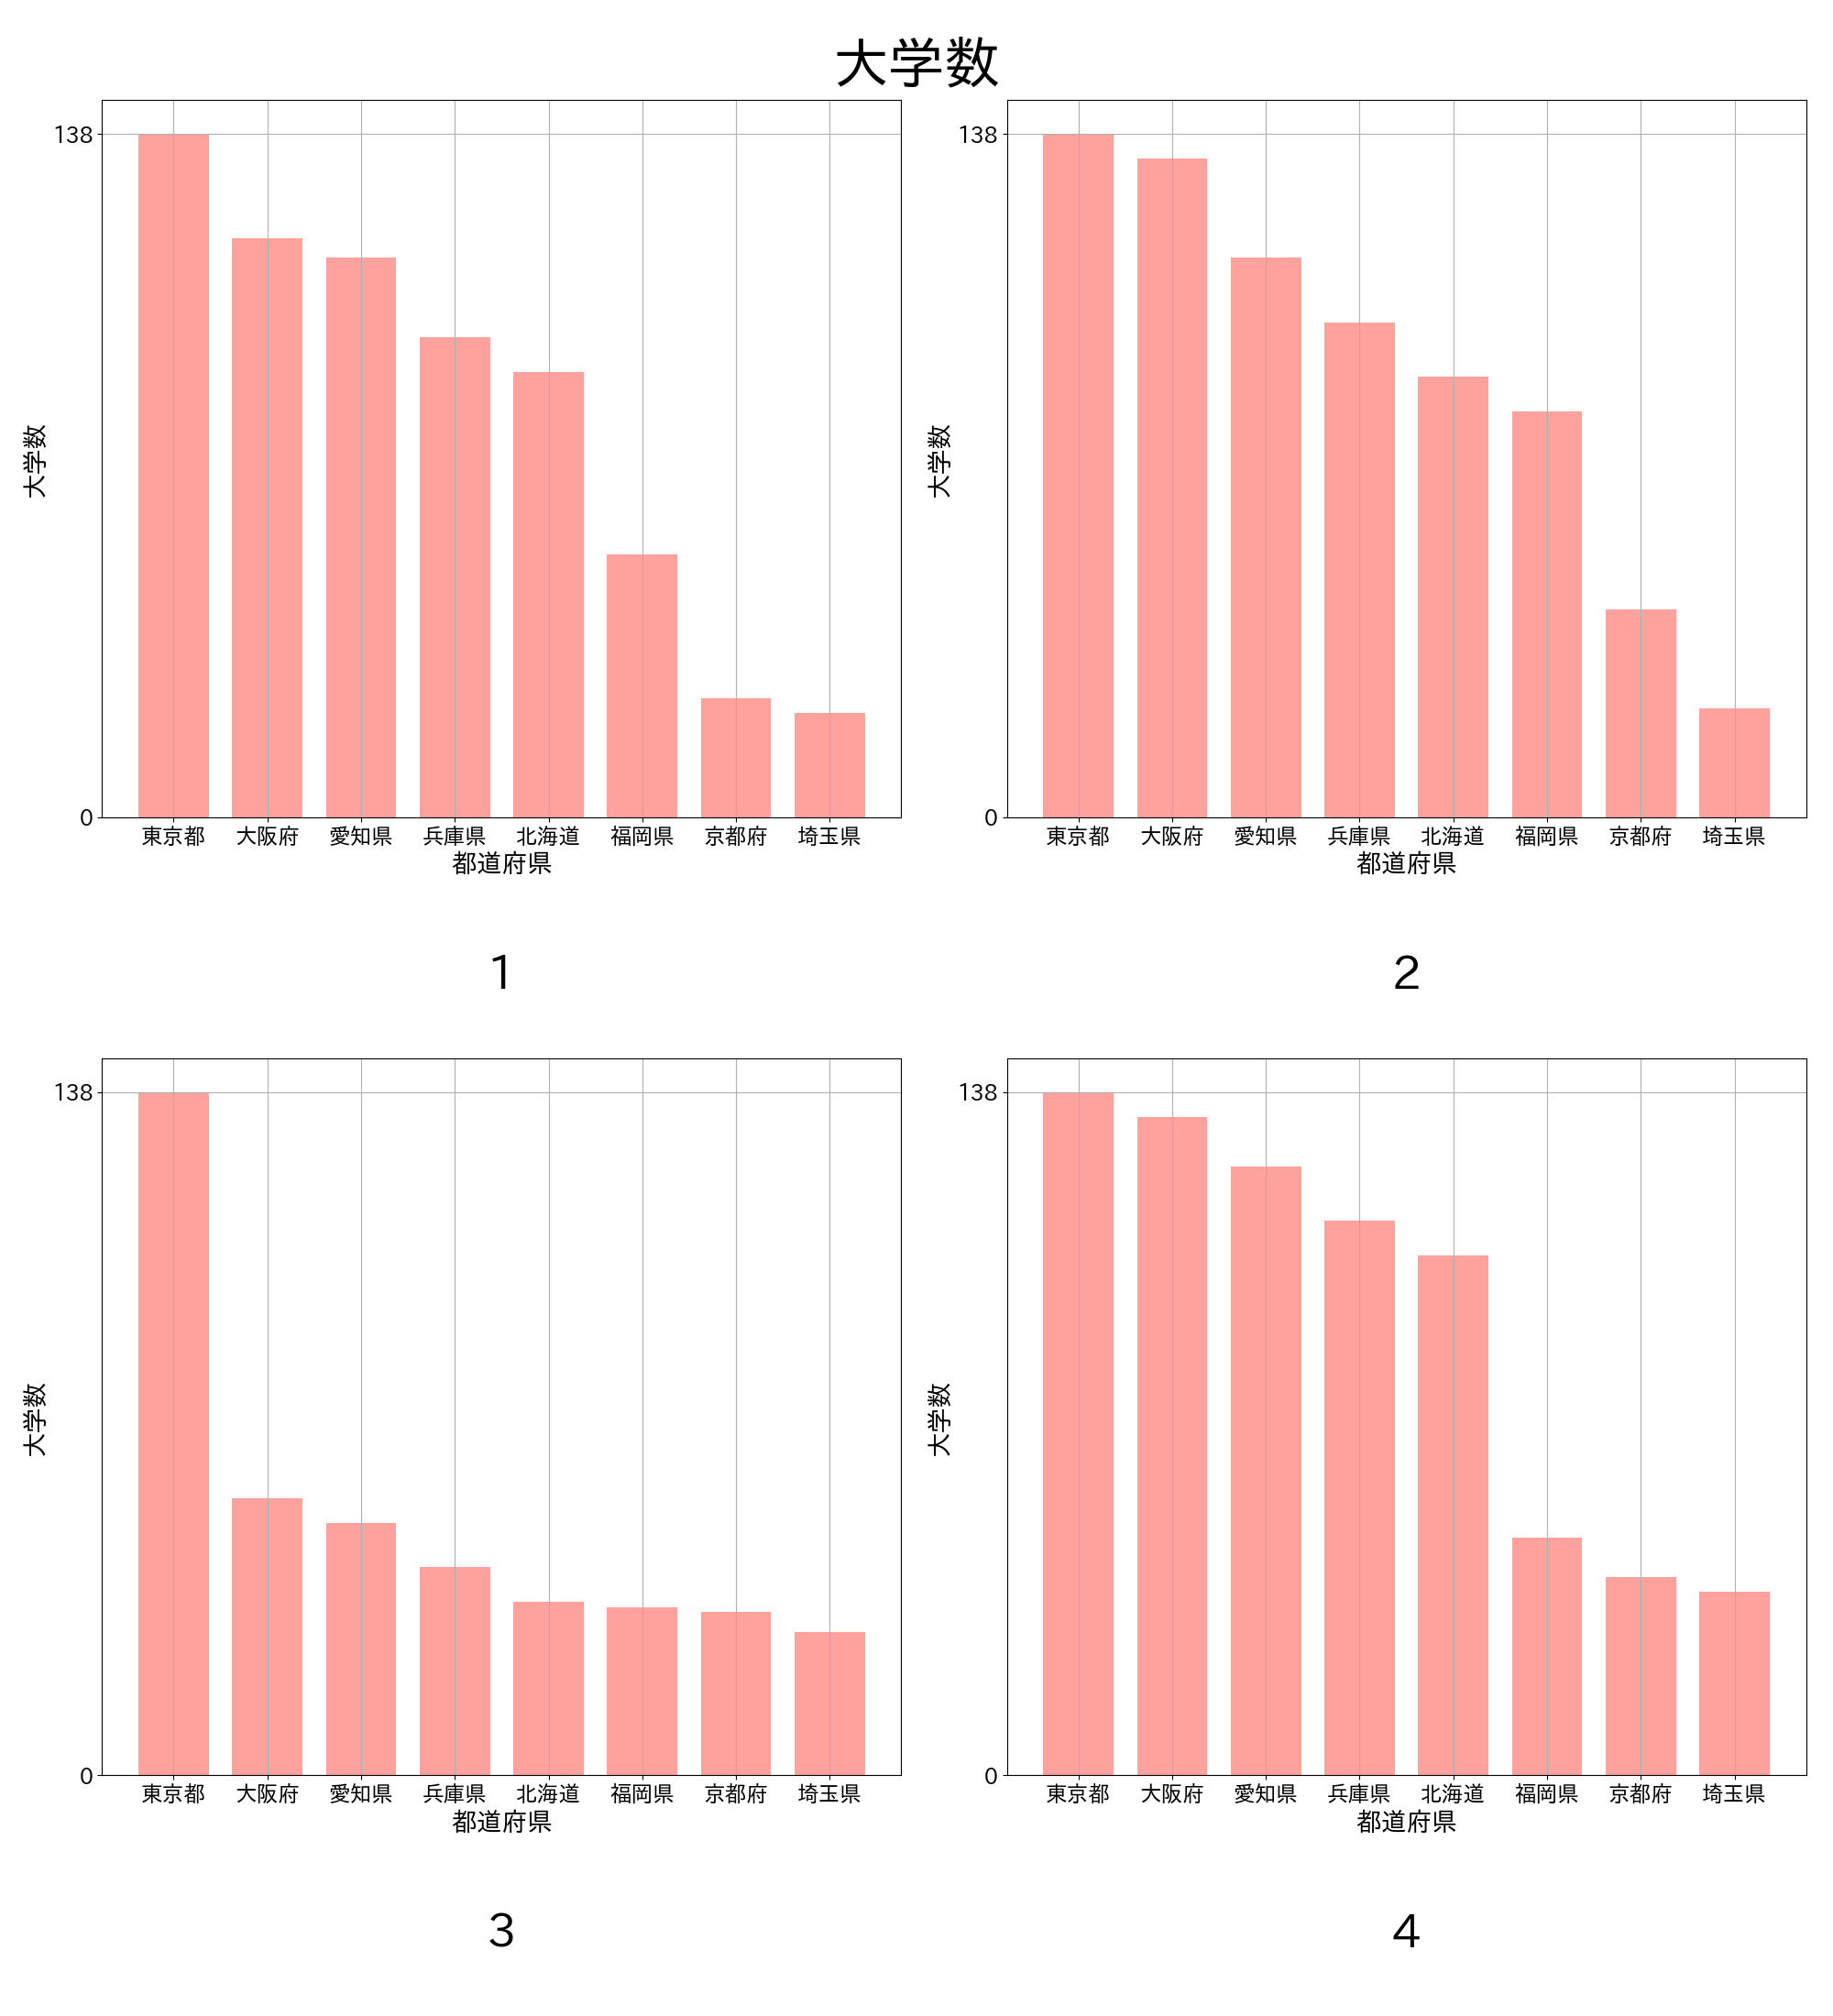 大学数
138
0
大学数
東京都 大阪府 愛知県 兵庫県 北海道 福岡県 京都府 埼玉県
都道府県
1
138
0
大学数
東京都 大阪府 愛知県 兵庫県 北海道 福岡県 京都府 埼玉県
都道府県
2
138
0
大学数
東京都 大阪府 愛知県 兵庫県 北海道 福岡県 京都府 埼玉県
都道府県
3
138
0
大学数
東京都 大阪府 愛知県 兵庫県 北海道 福岡県 京都府 埼玉県
都道府県
4